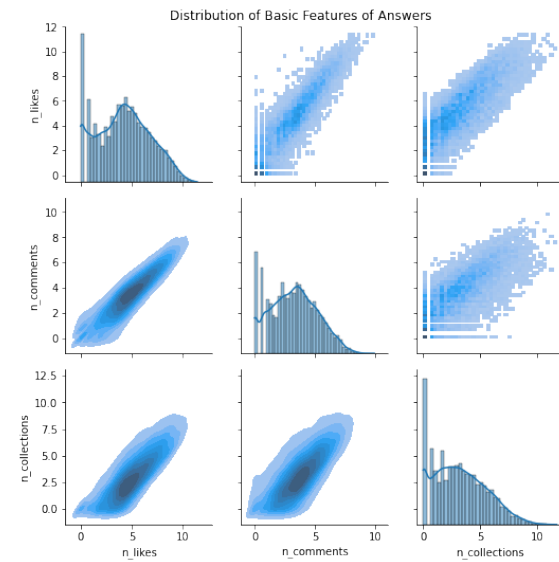 Distribution of Basic Features of Answers
12
10
8
6
4
2
0
n_likes
10
8
6
4
2
0
n_comments
12.5
10.0
7.5
5.0
2.5
0.0
n_collections
0 5 10
0 5 10
0 5 10
n_likes
n_comments
n_collections